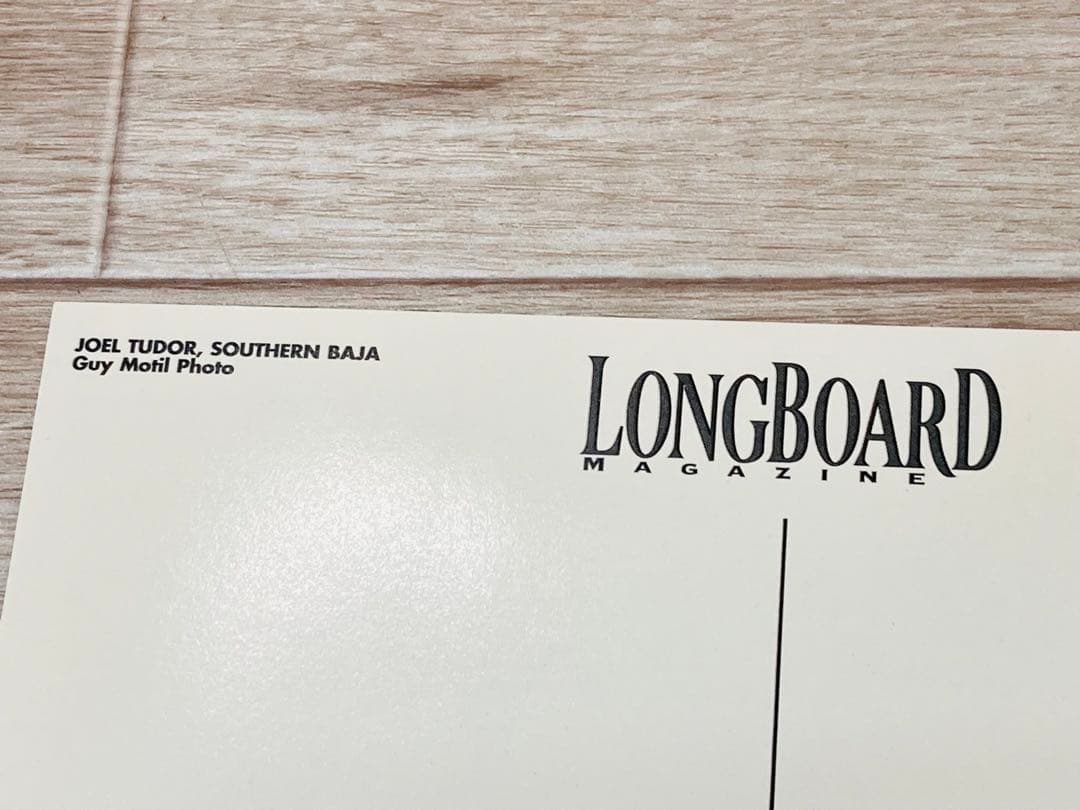 JOEL TUDOR, SOUTHERN BAJA
Guy Motil Photo
LONGBOARD
MAGAZINE